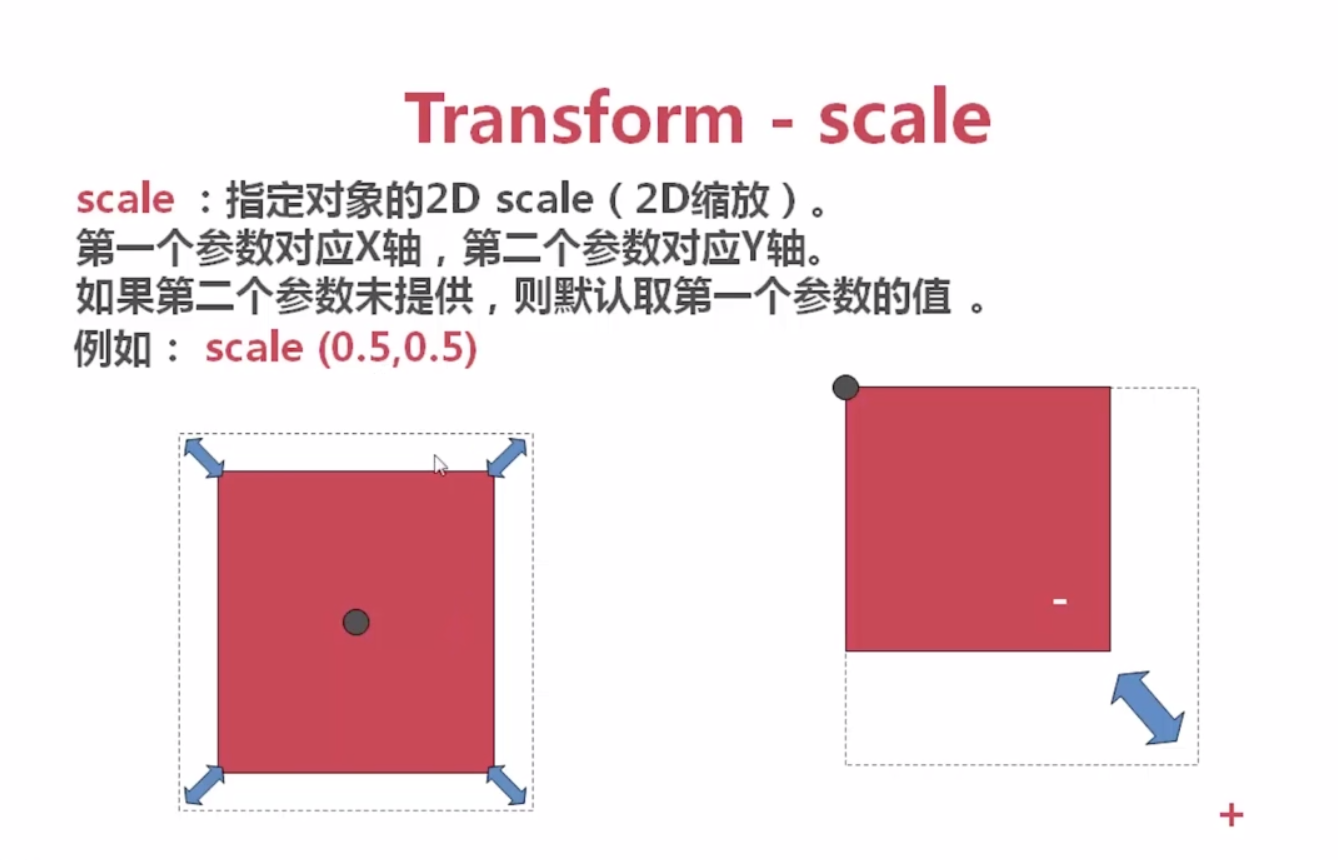 Transform - scale
scale ：指定对象的2D scale（2D缩放）。
第一个参数对应X轴，第二个参数对应Y轴。
如果第二个参数未提供，则默认取第一个参数的值 。
例如： scale (0.5,0.5)
-
+